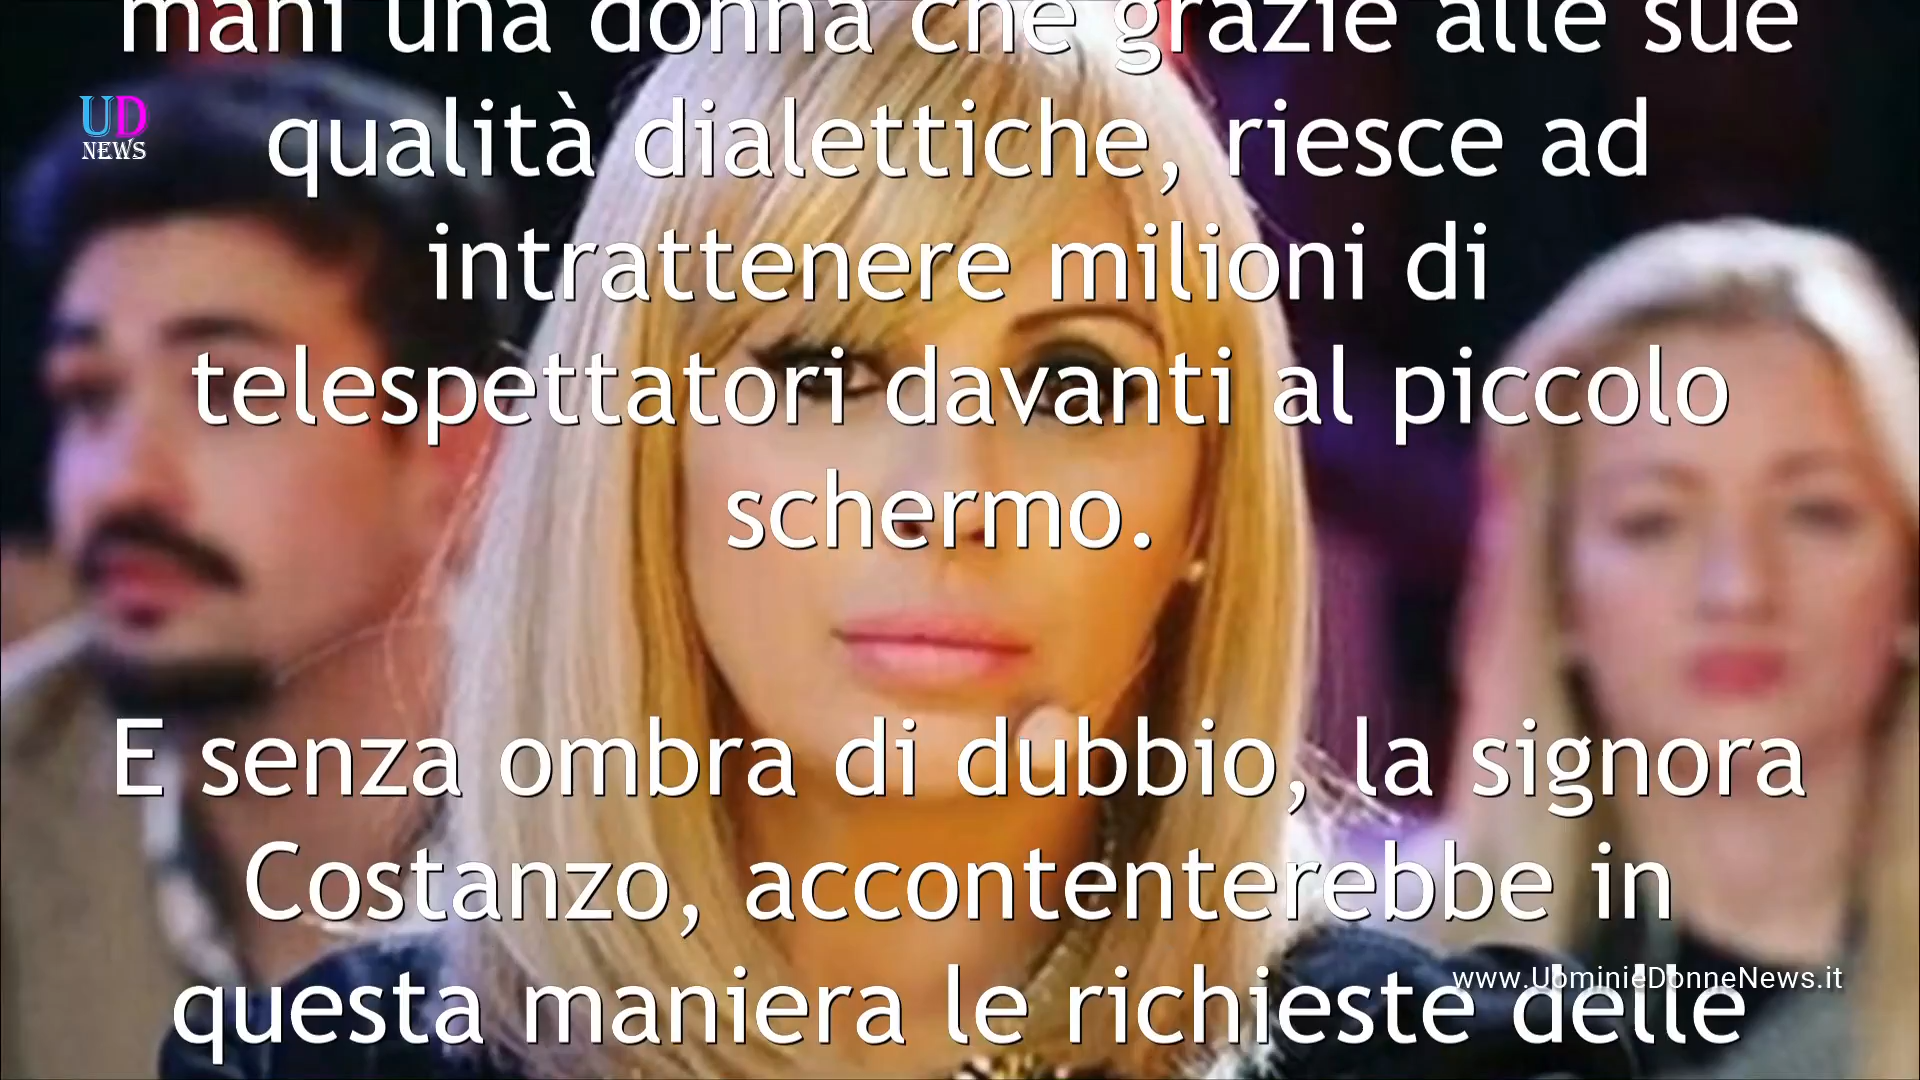 mani una donna che grazie alle sue
UD
NEWS
qualità dialettiche, riesce ad
intrattenere milioni di
telespettatori davanti al piccolo
schermo.
E senza ombra di dubbio, la signora
Costanzo, accontenterebbe in
www.UominieDonneNews.it
questa maniera le richieste delle